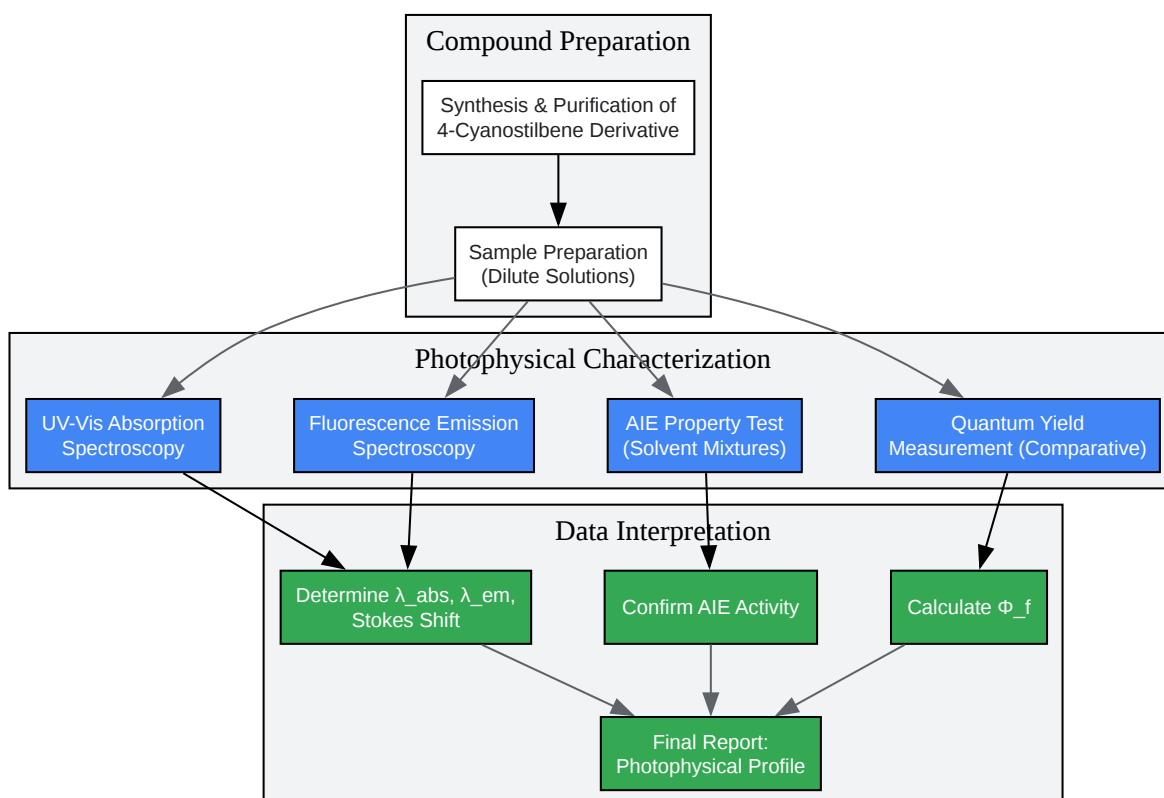 Compound Preparation
Synthesis & Purification of
4-Cyanostilbene Derivative
Sample Preparation
(Dilute Solutions)
Photophysical Characterization
UV-Vis Absorption
Spectroscopy
Fluorescence Emission
Spectroscopy
AIE Property Test
(Solvent Mixtures)
Quantum Yield
Measurement (Comparative)
Data Interpretation
Determine λ_abs, λ_em,
Stokes Shift
Confirm AIE Activity
Calculate Φ_f
Final Report:
Photophysical Profile